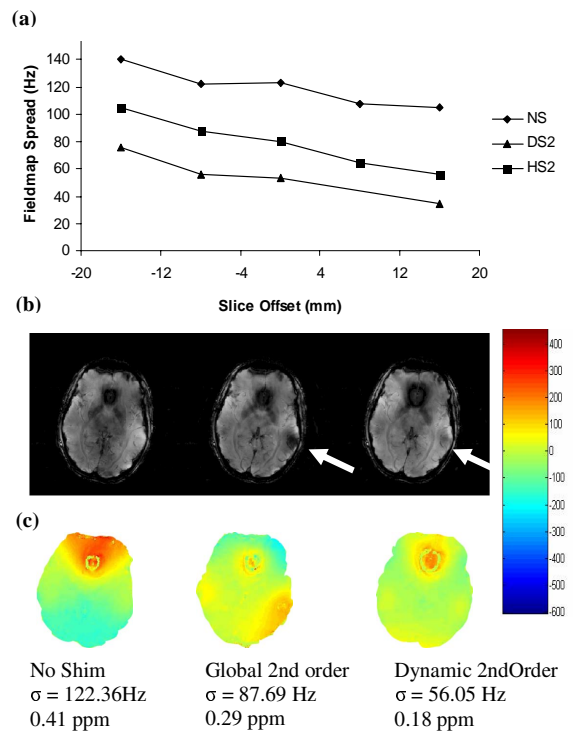 (a)
140
120
100
80
60
40
20
0
Fieldmap Spread (Hz)
-20 -12 -4 4 12 20
Slice Offset (mm)
NS
DS2
HS2
(b)
400
300
200
100
0
-100
-200
-300
-400
-500
-600
(c)
No Shim
σ = 122.36Hz
0.41 ppm
Global 2nd order
σ = 87.69 Hz
0.29 ppm
Dynamic 2ndOrder
σ = 56.05 Hz
0.18 ppm